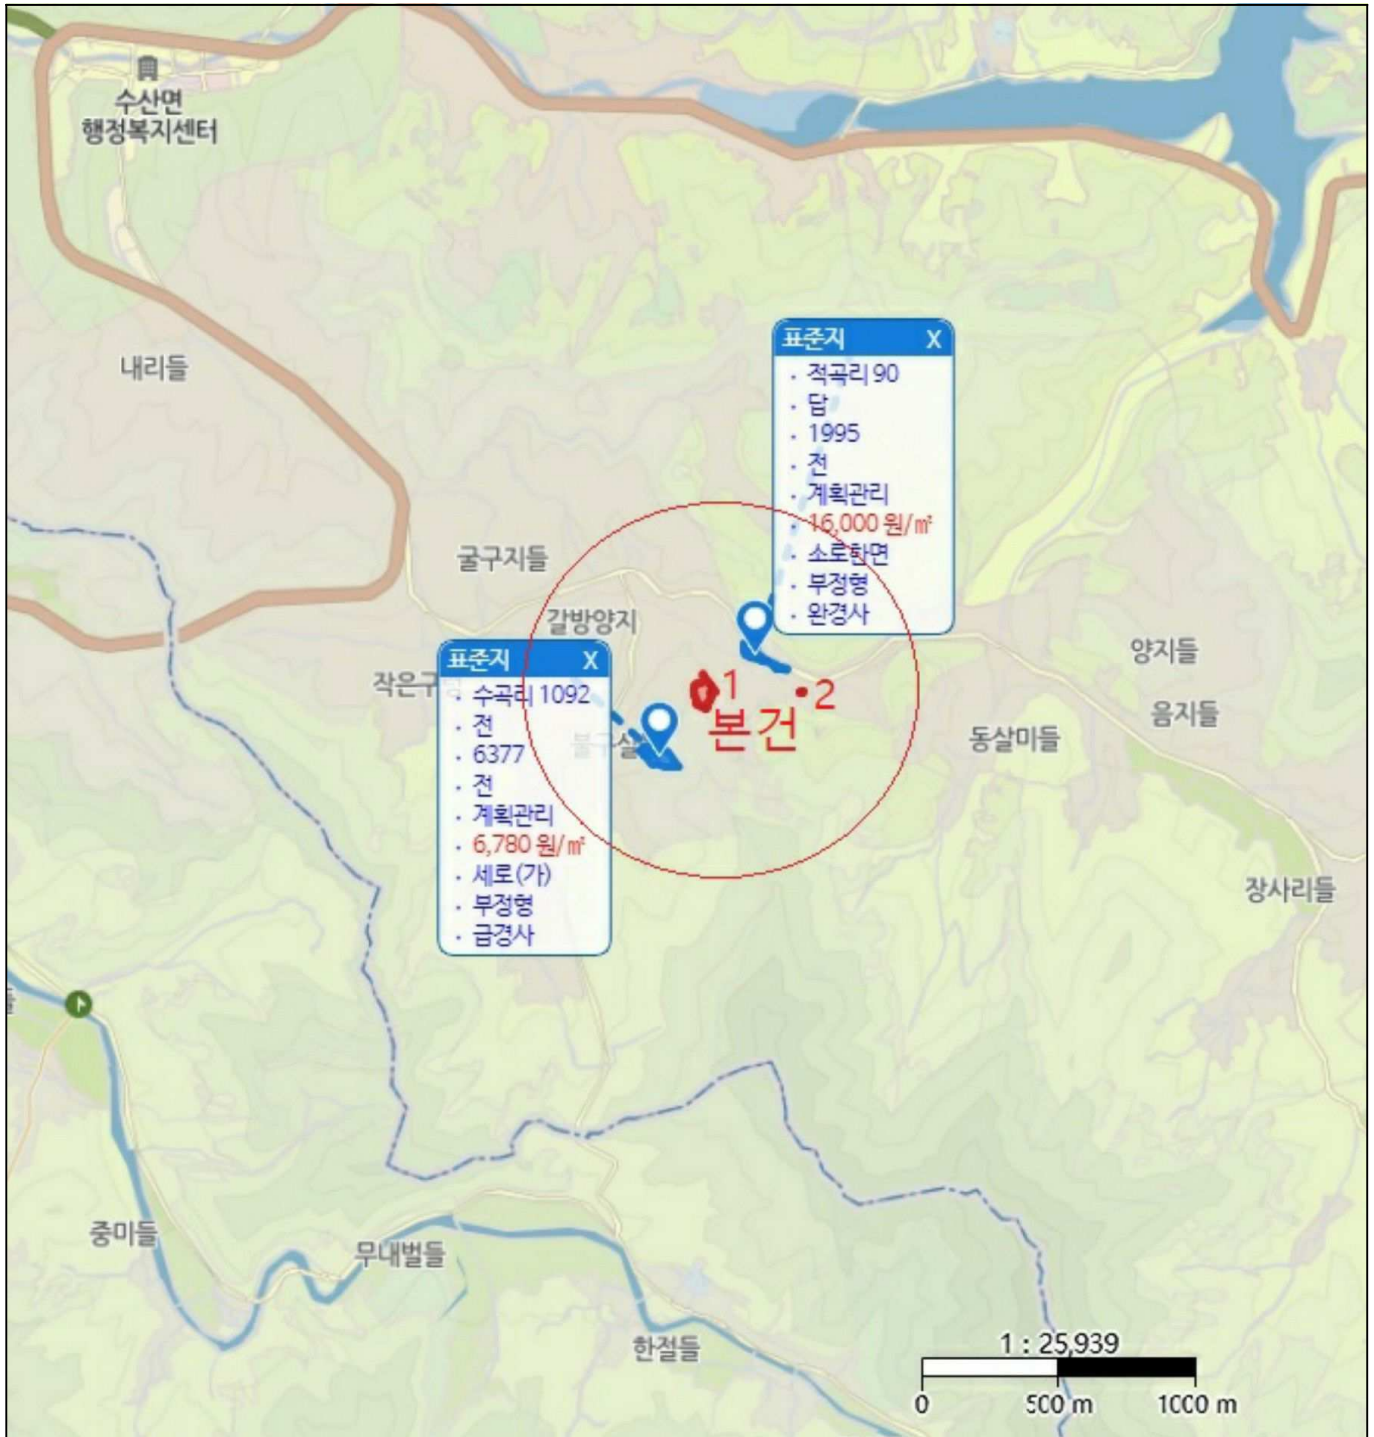 수산면
행정복지센터
내리들
표준지 X
· 적곡리 90
· 답
· 1995
· 전
· 계획관리
· 16,000 원/㎡
· 소로한면
· 부정형
· 완경사
굴구지들
갈방양지
작은구
표준지 X
· 수곡리 1092
· 전
· 6377
· 전
· 계획관리
· 6,780 원/㎡
· 세로(가)
· 부정형
· 급경사
불구실
1
본건
2
양지들
음지들
동살미들
장사리들
중미들
무내벌들
한절들
1 : 25,939
0 500 m 1000 m